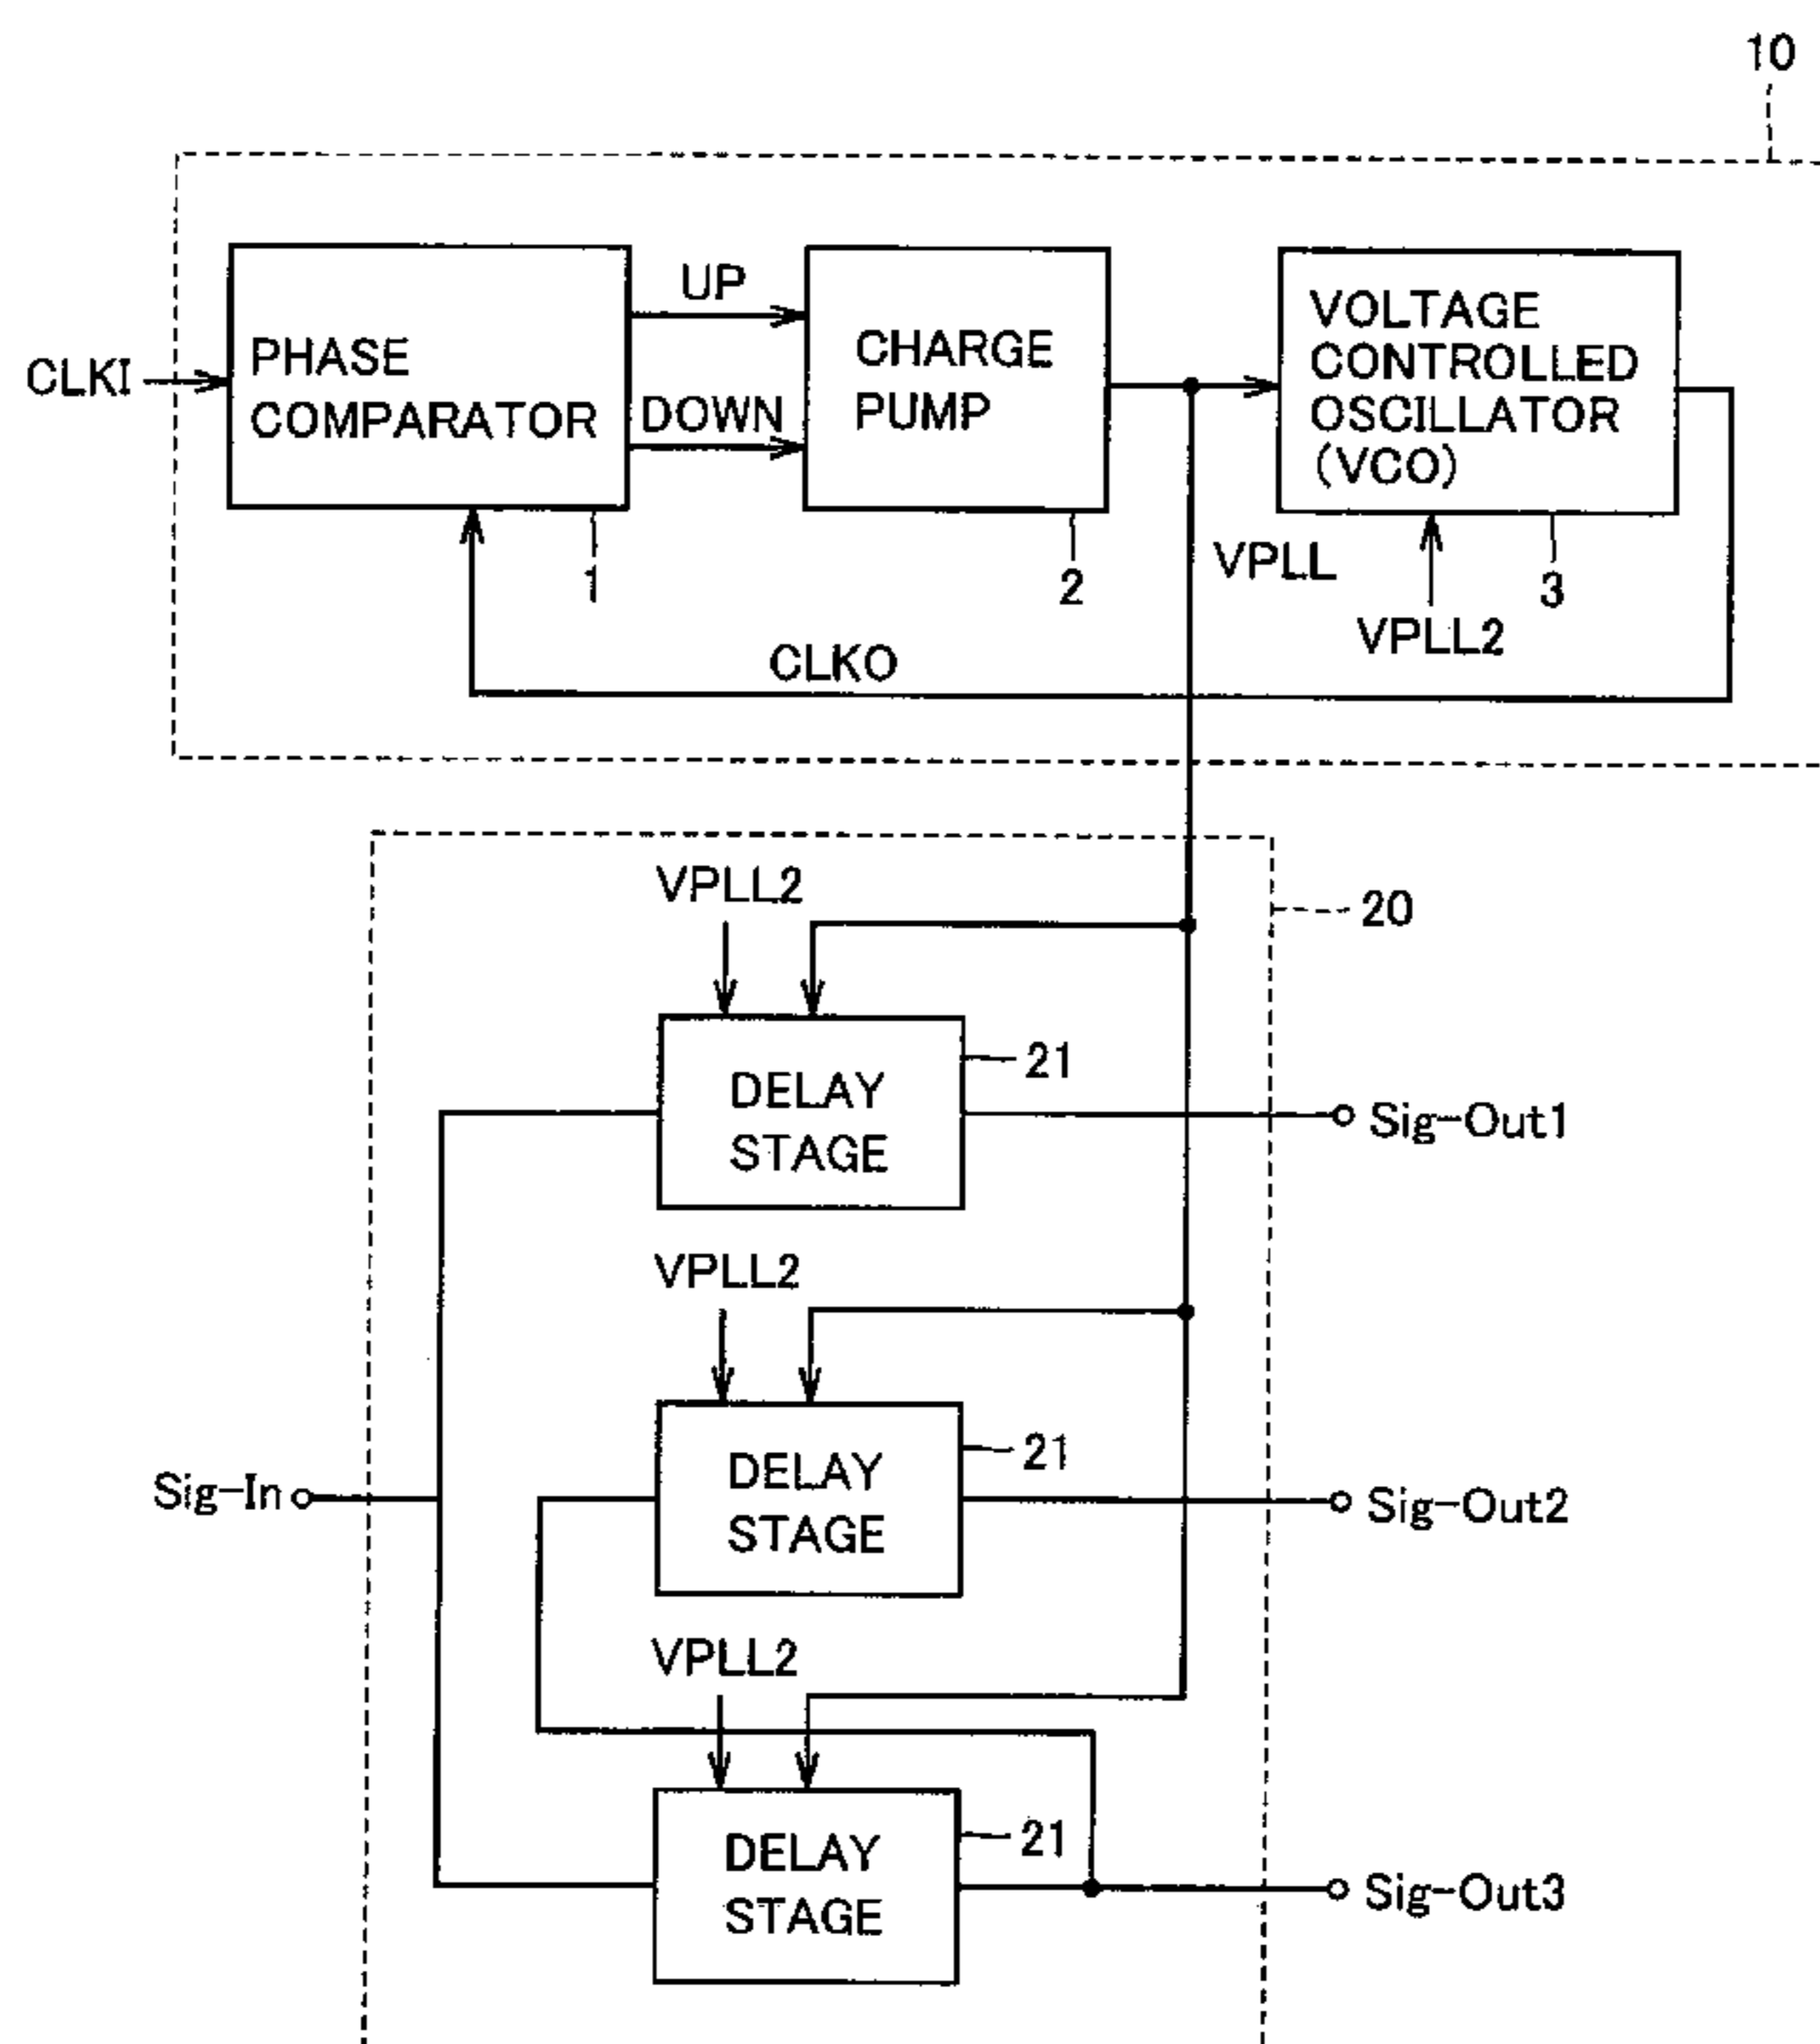 10
CLKI
PHASE
COMPARATOR
UP
DOWN
CHARGE
PUMP
VOLTAGE
CONTROLLED
OSCILLATOR
(VCO)
1
2
VPLL
3
VPLL2
CLKO
VPLL2
20
21
DELAY
STAGE
Sig-Out1
VPLL2
21
DELAY
STAGE
Sig-In
Sig-Out2
VPLL2
21
DELAY
STAGE
Sig-Out3